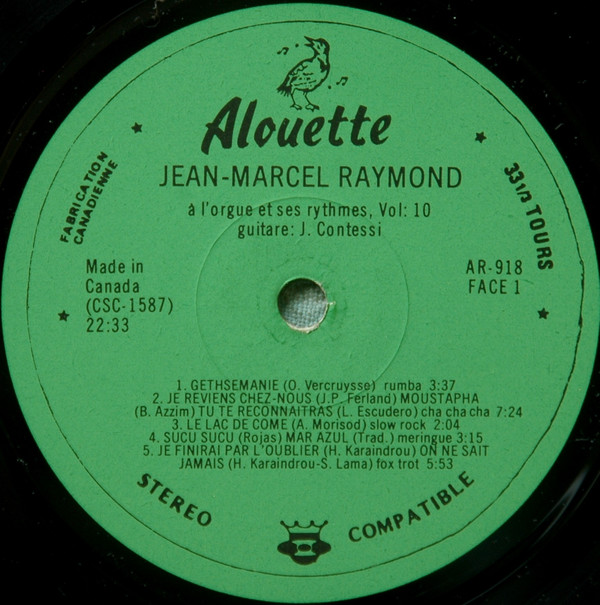 Alouette
JEAN-MARCEL RAYMOND
à l'orgue et ses rythmes, Vol: 10
guitare: J. Contessi
FABRICATION
CANADIENNE
33 1/3 TOURS
Made in
Canada
(CSC-1587)
22:33
AR-918
FACE 1
1. GETHSEMANIE (O. Vercruysse) rumba 3:37
2. JE REVIENS CHEZ-NOUS (J.P. Ferland) MOUSTAPHA
(B. Azzim) TU TE RECONNAITRAS (L. Escudero) cha cha cha 7:24
3. LE LAC DE COME (A. Morisod) slow rock 2:04
4. SUCU SUCU (Rojas) MAR AZUL (Trad.) meringue 3:15
5. JE FINIRAI PAR L'OUBLIER (H. Karaindrou) ON NE SAIT
JAMAIS (H. Karaindrou-S. Lama) fox trot 5:53
STEREO
COMPATIBLE